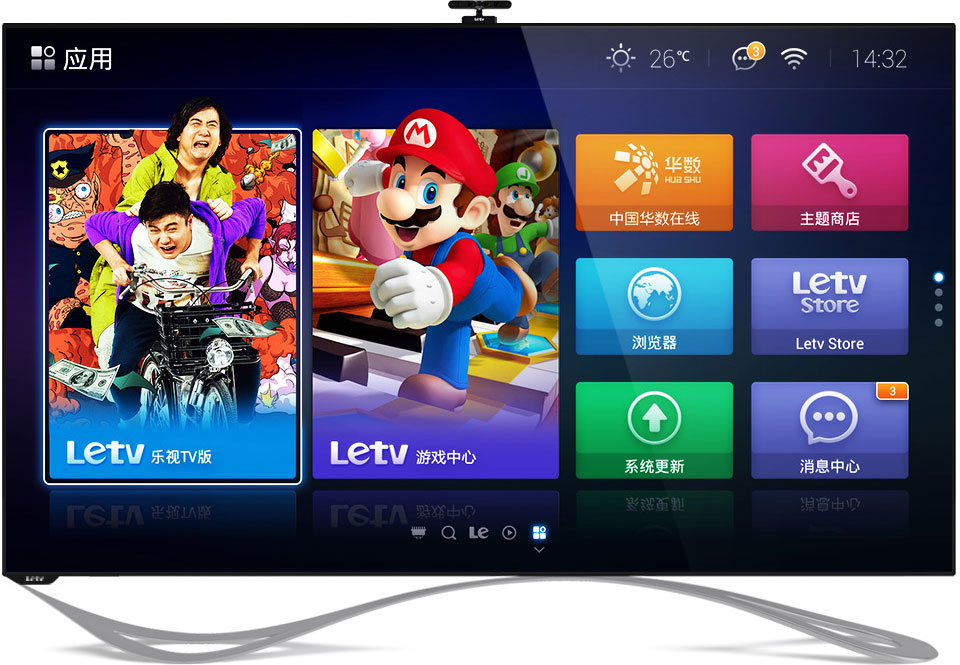 Letv
应用
26℃
3
14:32
M
华数
HUA SHU
中国华数在线
主题商店
浏览器
Letv
Store
Letv Store
Letv 乐视TV版
Letv 游戏中心
系统更新
3
消息中心
Le
Letv